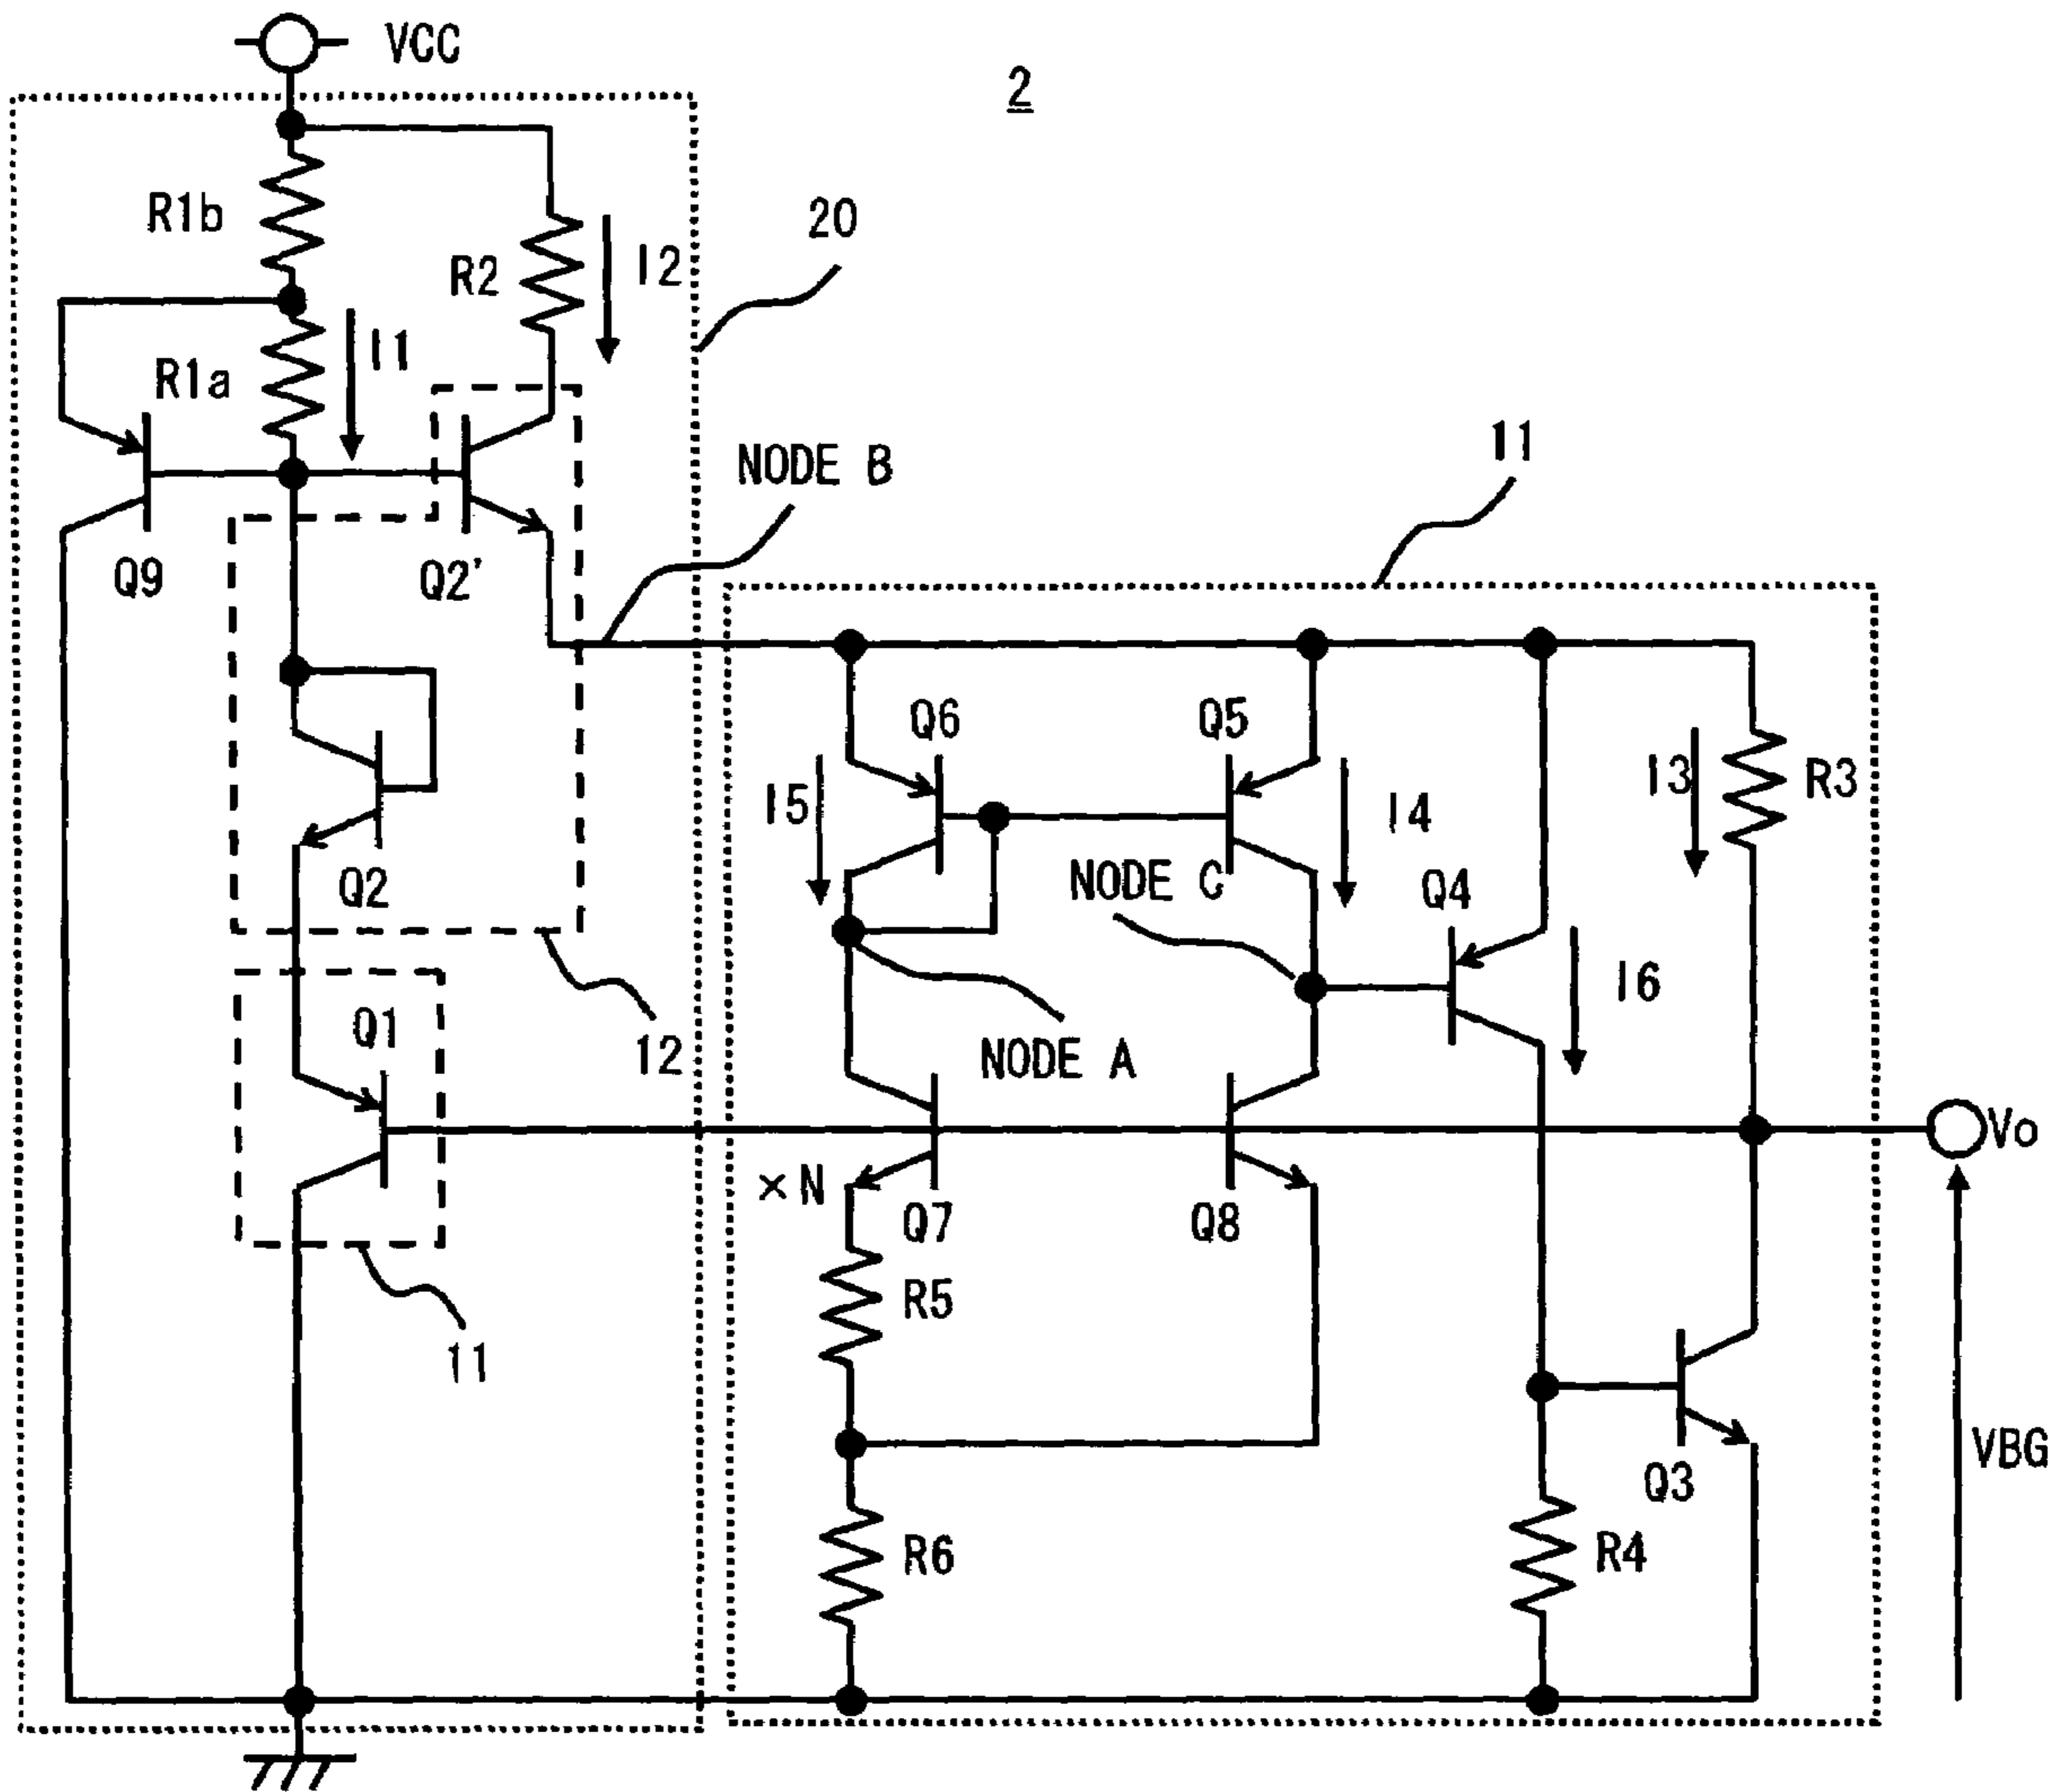 VCC
2
R1b
20
R2
I2
R1a
I1
11
NODE B
Q9
Q2'
Q6
Q5
I5
I4
I3
R3
Q2
NODE C
Q4
I6
Q1
12
NODE A
Vo
×N
Q7
Q8
R5
11
VBG
Q3
R6
R4